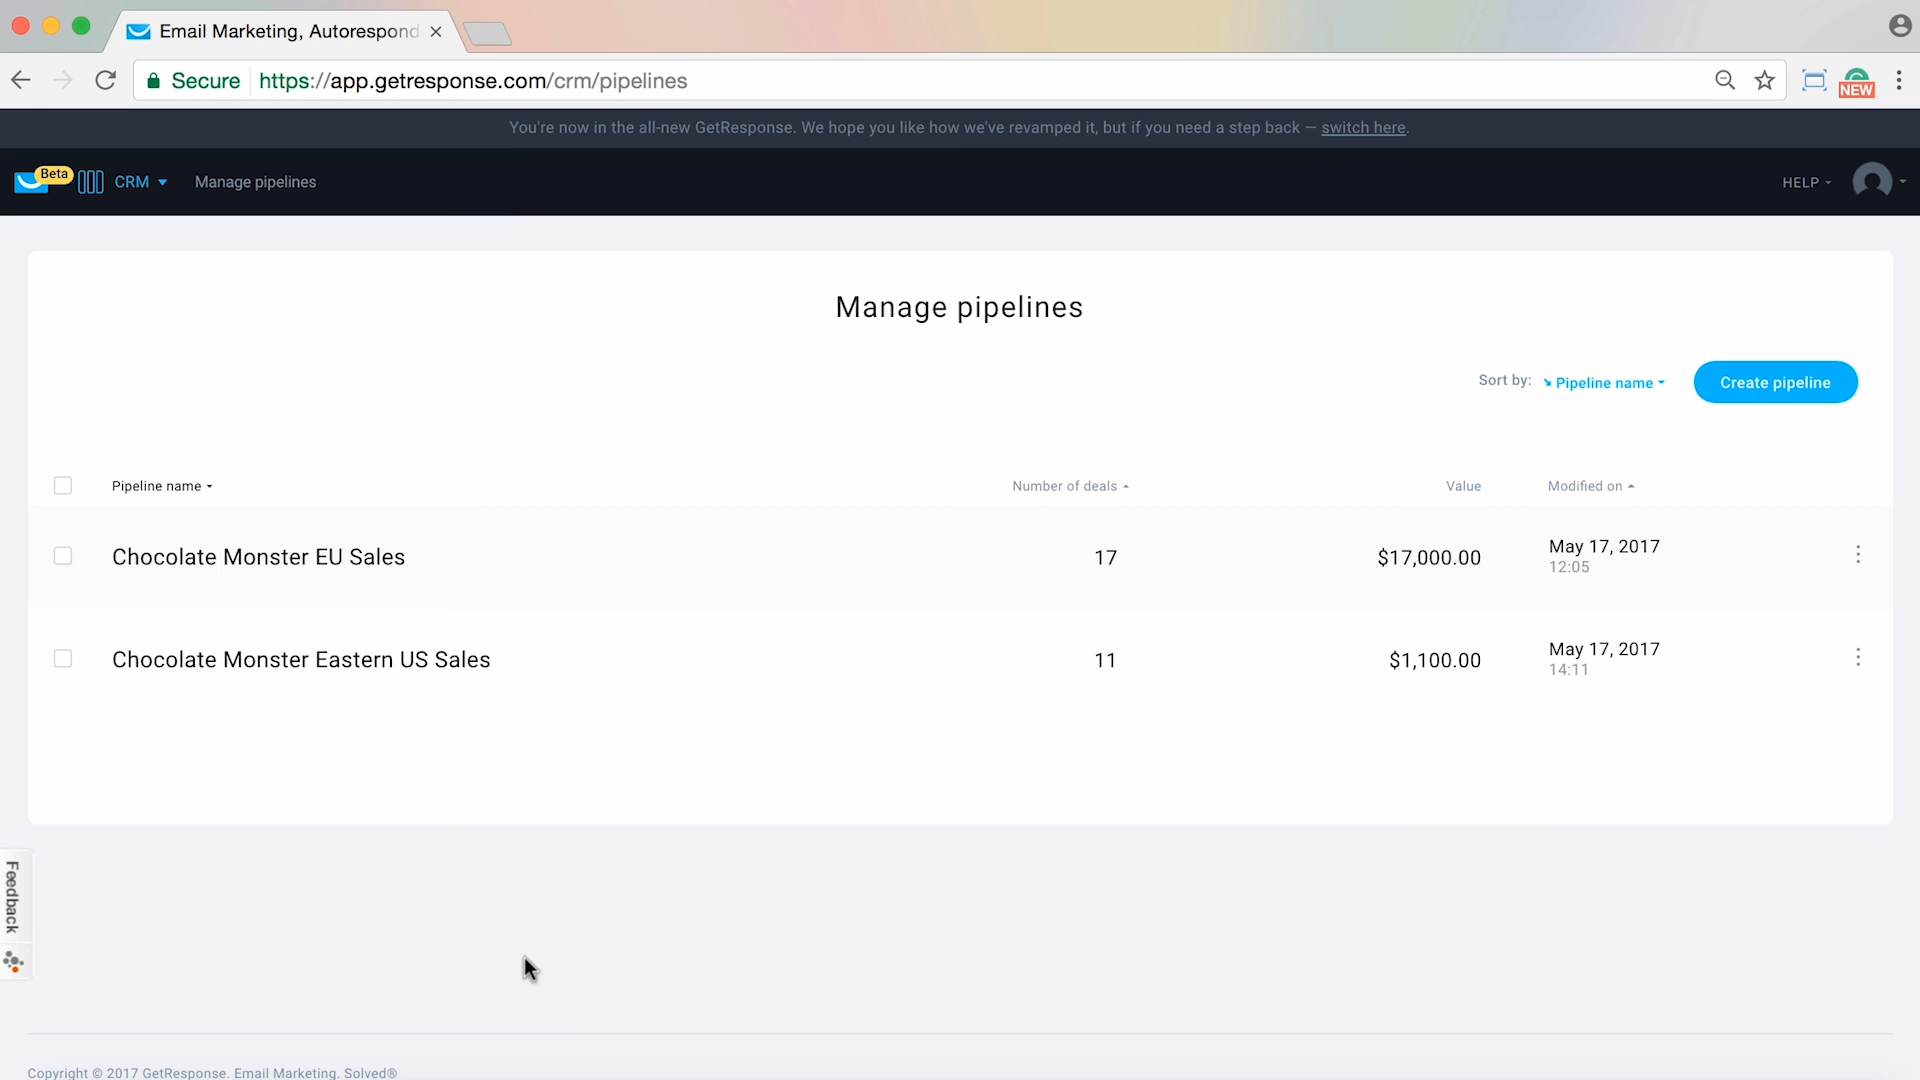 Email Marketing, Autorespond
Secure https://app.getresponse.com/crm/pipelines
NEW
You're now in the all-new GetResponse. We hope you like how we've revamped it, but if you need a step back — switch here.
Beta CRM Manage pipelines HELP
Manage pipelines
Sort by: Pipeline name Create pipeline
Pipeline name Number of deals Value Modified on
Chocolate Monster EU Sales 17 $17,000.00 May 17, 2017
12:05
Chocolate Monster Eastern US Sales 11 $1,100.00 May 17, 2017
14:11
Feedback
Copyright © 2017 GetResponse. Email Marketing. Solved®